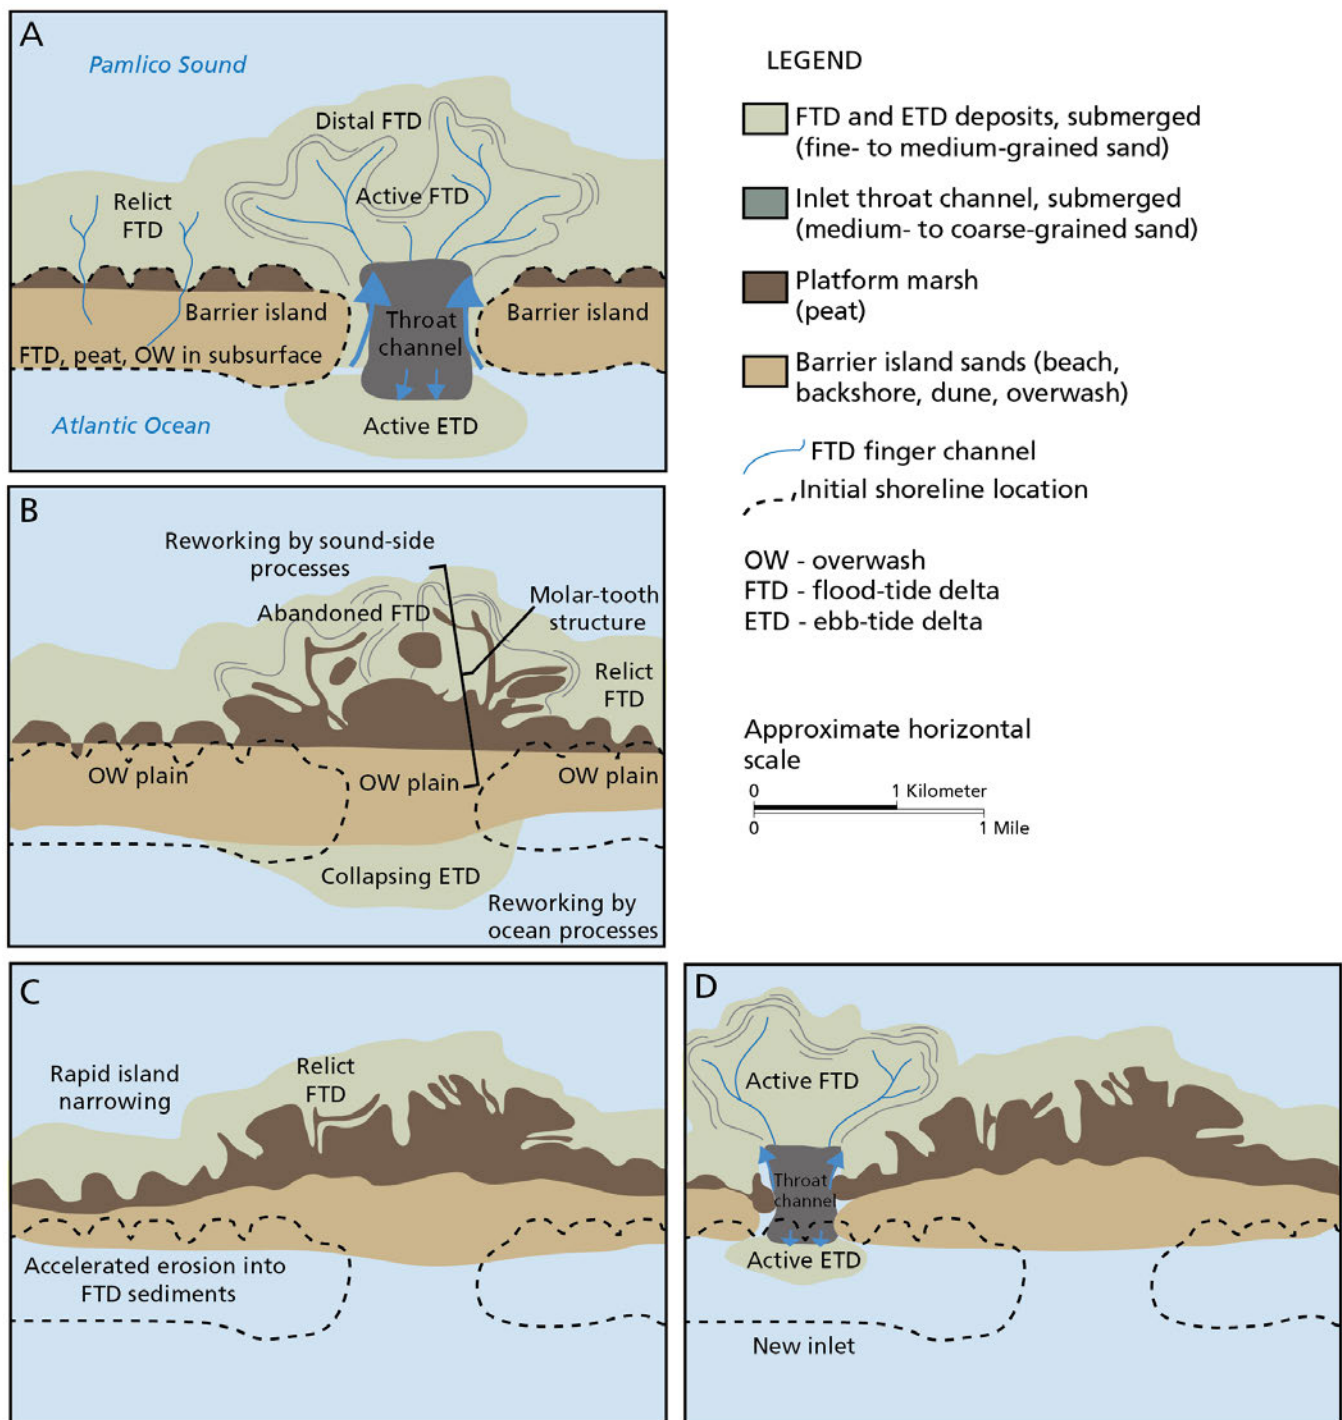 A
Pamlico Sound
Distal FTD
Relict
FTD
Active FTD
Barrier island
Throat
channel
Barrier island
FTD, peat, OW in subsurface
Atlantic Ocean
Active ETD
LEGEND
FTD and ETD deposits, submerged
(fine- to medium-grained sand)
Inlet throat channel, submerged
(medium- to coarse-grained sand)
Platform marsh
(peat)
Barrier island sands (beach,
backshore, dune, overwash)
FTD finger channel
Initial shoreline location
OW - overwash
FTD - flood-tide delta
ETD - ebb-tide delta
Approximate horizontal
scale
0 1 Kilometer
0 1 Mile
B
Reworking by sound-side
processes
Abandoned FTD
Molar-tooth
structure
Relict
FTD
OW plain
OW plain
OW plain
Collapsing ETD
Reworking by
ocean processes
C
Rapid island
narrowing
Relict
FTD
Accelerated erosion into
FTD sediments
D
Active FTD
Throat
channel
Active ETD
New inlet